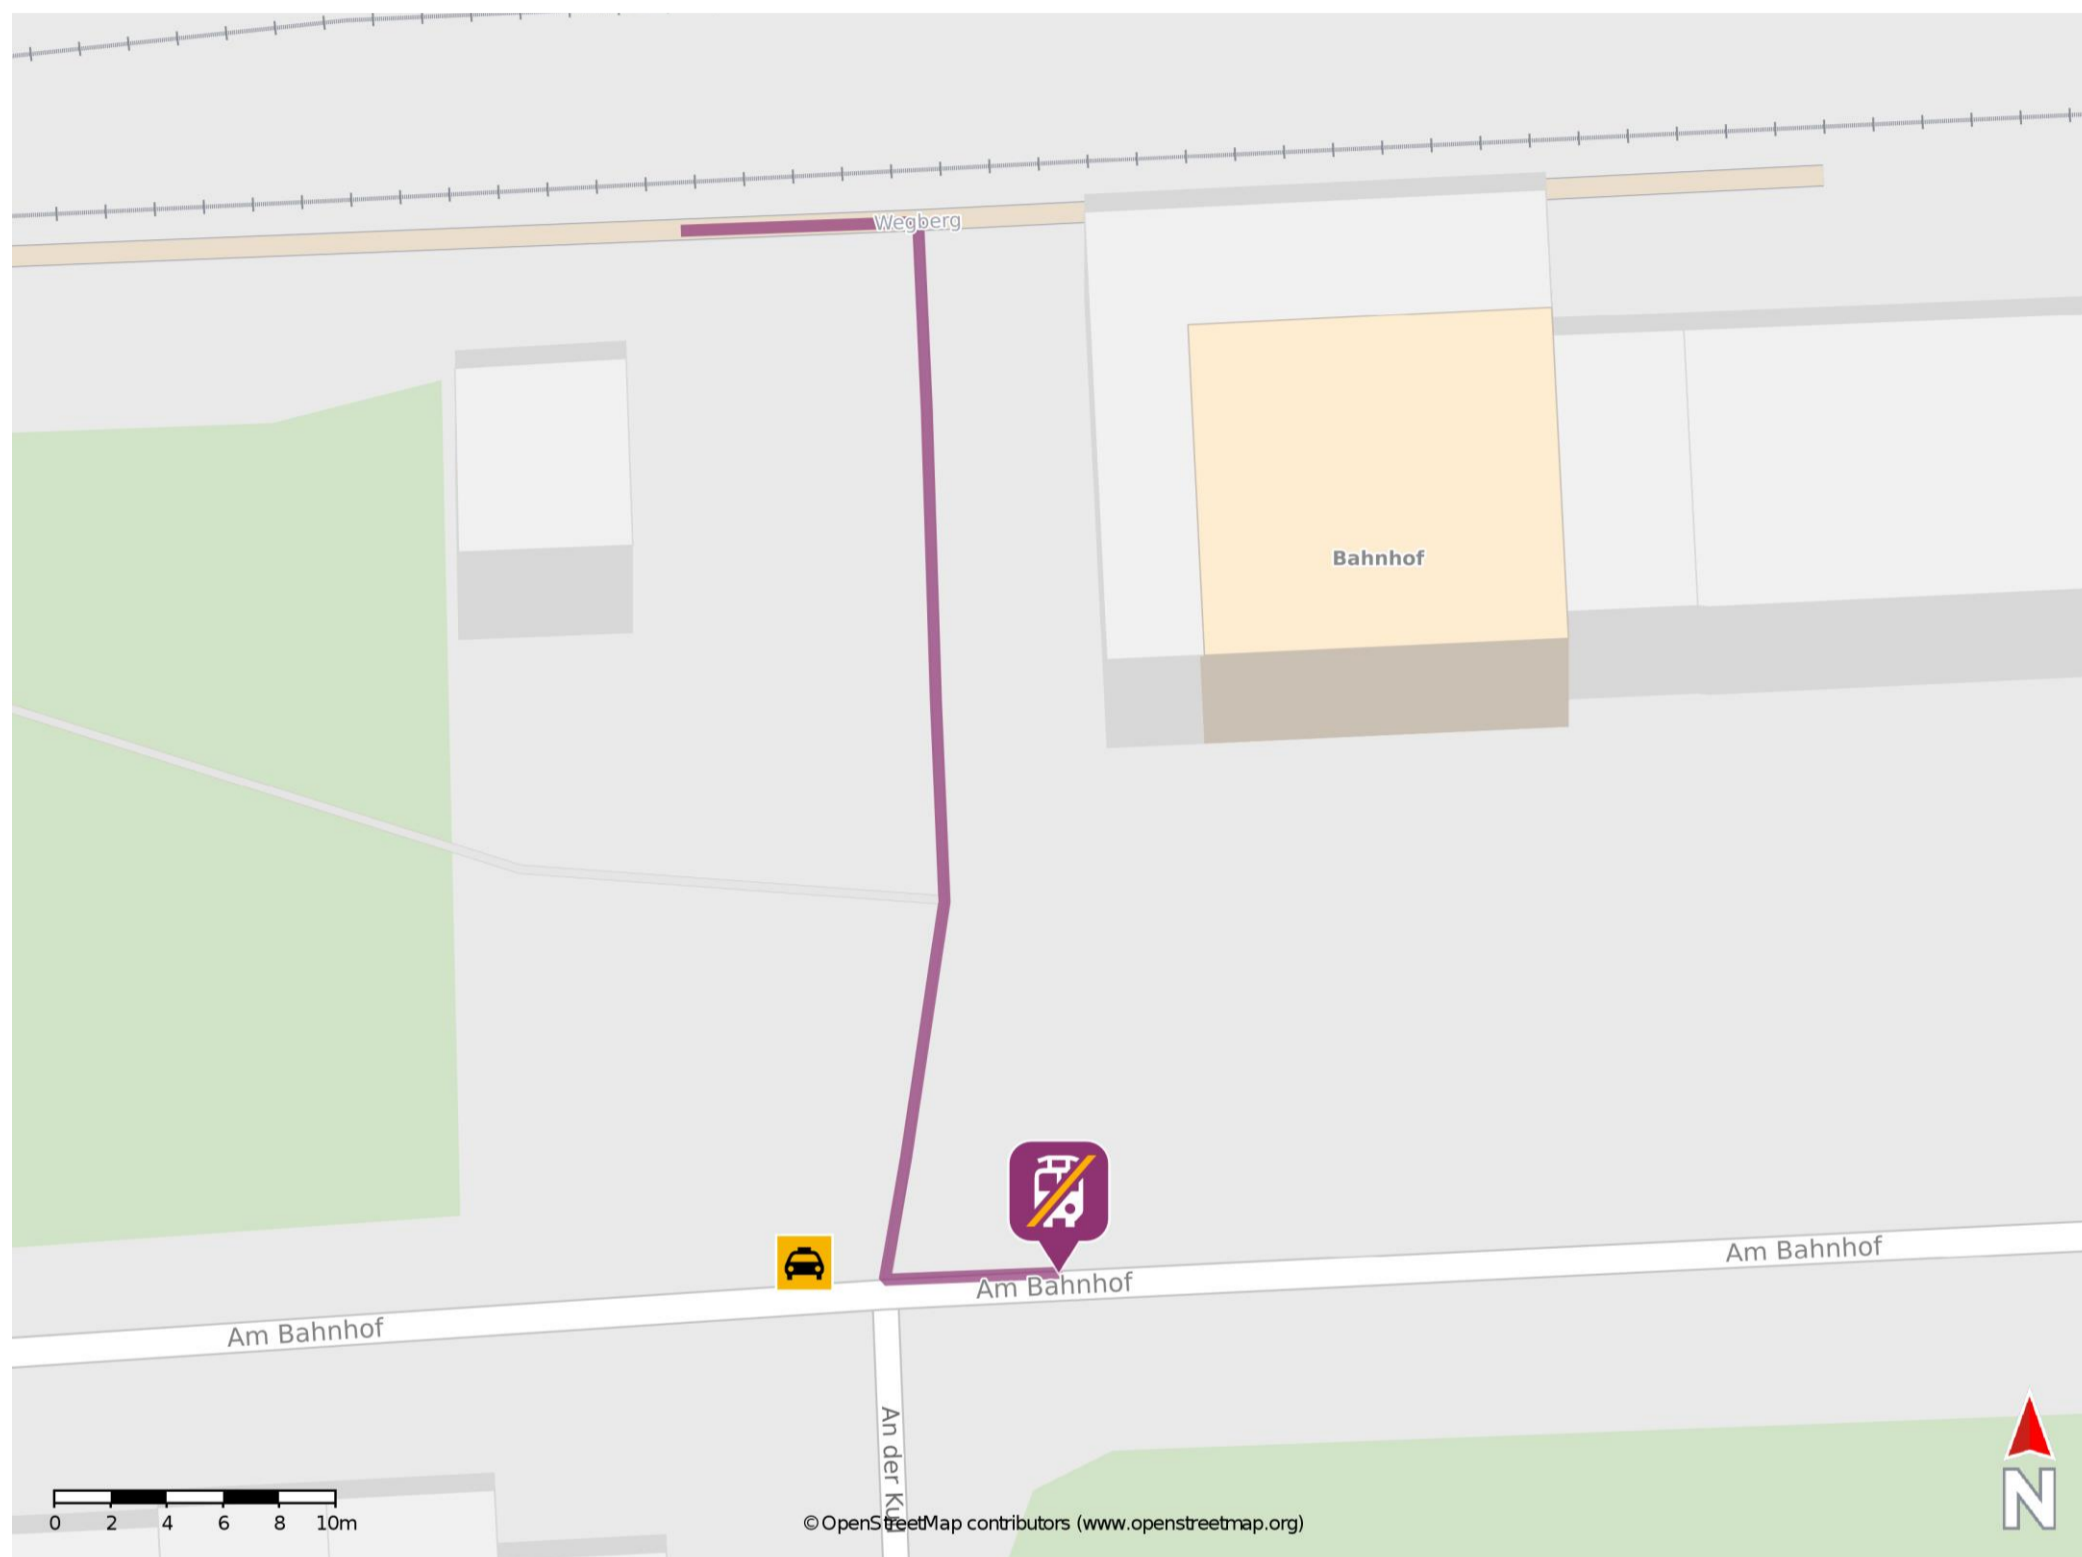 Wegberg
Bahnhof
Am Bahnhof
Am Bahnhof
Am Bahnhof
An der
N
0 2 4 6 8 10m
©OpenStreetMap contributors (www.openstreetmap.org)